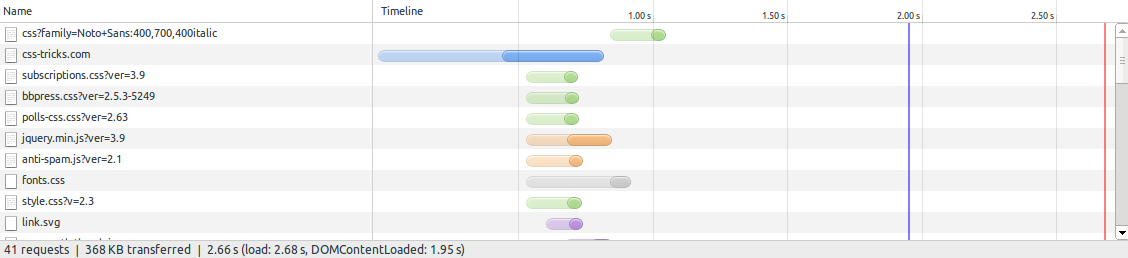 Name Timeline
1.00 s 1.50 s 2.00 s 2.50 s
css?family=Noto+Sans:400,700,400italic
css-tricks.com
subscriptions.css?ver=3.9
bbpress.css?ver=2.5.3-5249
polls-css.css?ver=2.63
jquery.min.js?ver=3.9
anti-spam.js?ver=2.1
fonts.css
style.css?v=2.3
link.svg
41 requests | 368 KB transferred | 2.66 s (load: 2.68 s, DOMContentLoaded: 1.95 s)